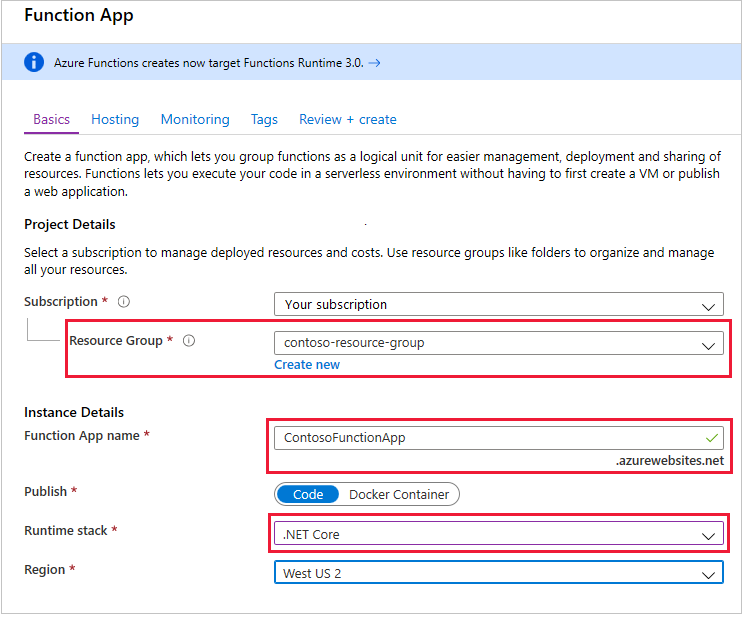 Function App
Azure Functions creates now target Functions Runtime 3.0. →
Basics Hosting Monitoring Tags Review + create
Create a function app, which lets you group functions as a logical unit for easier management, deployment and sharing of
resources. Functions lets you execute your code in a serverless environment without having to first create a VM or publish
a web application.
Project Details
Select a subscription to manage deployed resources and costs. Use resource groups like folders to organize and manage
all your resources.
Subscription * Your subscription
Resource Group * contoso-resource-group
Create new
Instance Details
Function App name * ContosoFunctionApp
.azurewebsites.net
Publish * Code Docker Container
Runtime stack * .NET Core
Region * West US 2